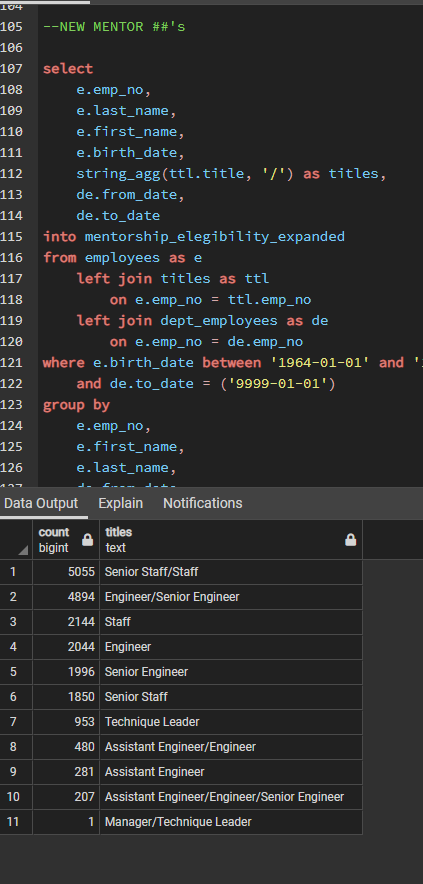 104
105 --NEW MENTOR ##'s
106
107 select
108 e.emp_no,
109 e.last_name,
110 e.first_name,
111 e.birth_date,
112 string_agg(ttl.title, '/') as titles,
113 de.from_date,
114 de.to_date
115 into mentorship_elegibility_expanded
116 from employees as e
117 left join titles as ttl
118 on e.emp_no = ttl.emp_no
119 left join dept_employees as de
120 on e.emp_no = de.emp_no
121 where e.birth_date between '1964-01-01' and
122 and de.to_date = ('9999-01-01')
123 group by
124 e.emp_no,
125 e.first_name,
126 e.last_name,
127 de.from_date
Data Output Explain Notifications
count titles
bigint text
1 5055 Senior Staff/Staff
2 4894 Engineer/Senior Engineer
3 2144 Staff
4 2044 Engineer
5 1996 Senior Engineer
6 1850 Senior Staff
7 953 Technique Leader
8 480 Assistant Engineer/Engineer
9 281 Assistant Engineer
10 207 Assistant Engineer/Engineer/Senior Engineer
11 1 Manager/Technique Leader